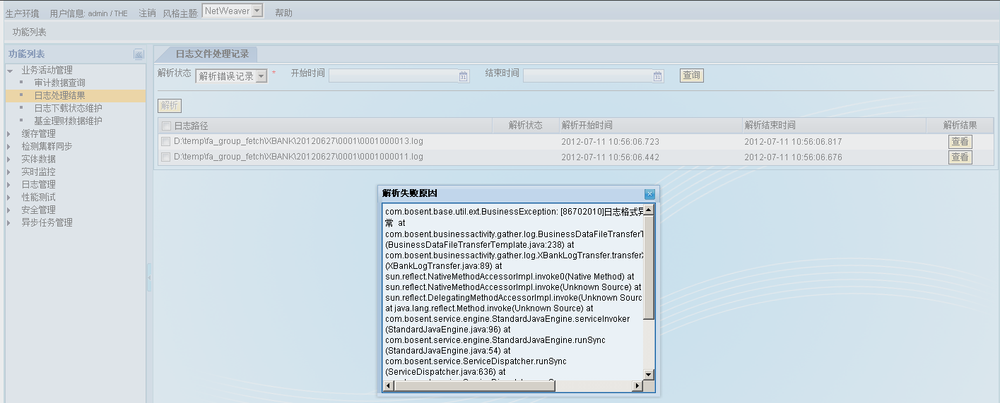 生产环境 用户信息: admin / THE 注销 风格主题: NetWeaver 帮助
功能列表
功能列表
业务活动管理
审计数据查询
日志处理结果
日志下载状态维护
基金理财数据维护
缓存管理
检测集群同步
实体数据
实时监控
日志管理
性能测试
安全管理
异步任务管理
日志文件处理记录
解析状态 解析错误记录 * 开始时间 结束时间 查询
解析
日志路径 解析状态 解析开始时间 解析结束时间 解析结果
D:\temp\fa_group_fetch\XBANK\20120627\0001\0001000013.log 2012-07-11 10:56:06.723 2012-07-11 10:56:06.817 查看
D:\temp\fa_group_fetch\XBANK\20120627\0001\0001000011.log 2012-07-11 10:56:06.442 2012-07-11 10:56:06.676 查看
解析失败原因
com.bosent.base.util.ext.BusinessException: [86702010]日志格式异
常 at
com.bosent.businessactivity.gather.log.BusinessDataFileTransferT
(BusinessDataFileTransferTemplate.java:238) at
com.bosent.businessactivity.gather.log.XBankLogTransfer.transferX
(XBankLogTransfer.java:89) at
sun.reflect.NativeMethodAccessorImpl.invoke0(Native Method) at
sun.reflect.NativeMethodAccessorImpl.invoke(Unknown Source) at
sun.reflect.DelegatingMethodAccessorImpl.invoke(Unknown Sourc
at java.lang.reflect.Method.invoke(Unknown Source) at
com.bosent.service.engine.StandardJavaEngine.serviceInvoker
(StandardJavaEngine.java:96) at
com.bosent.service.engine.StandardJavaEngine.runSync
(StandardJavaEngine.java:54) at
com.bosent.service.ServiceDispatcher.runSync
(ServiceDispatcher.java:636) at